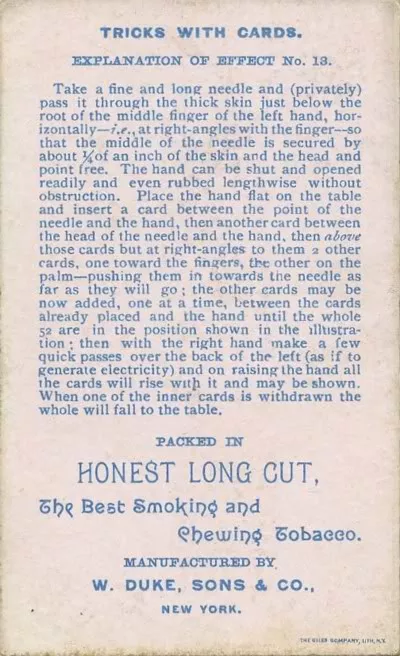 TRICKS WITH CARDS.
EXPLANATION OF EFFECT No. 13.
Take a fine and long needle and (privately)
pass it through the thick skin just below the
root of the middle finger of the left hand, hor-
izontally—i.e., at right-angles with the finger—so
that the middle of the needle is secured by
about ¼ of an inch of the skin and the head and
point free. The hand can be shut and opened
readily and even rubbed lengthwise without
obstruction. Place the hand flat on the table
and insert a card between the point of the
needle and the hand, then another card between
the head of the needle and the hand, then above
those cards but at right-angles to them 2 other
cards, one toward the fingers, the other on the
palm—pushing them in towards the needle as
far as they will go; the other cards may be
now added, one at a time, between the cards
already placed and the hand until the whole
52 are in the position shown in the illustra-
tion; then with the right hand make a few
quick passes over the back of the left (as if to
generate electricity) and on raising the hand all
the cards will rise with it and may be shown.
When one of the inner cards is withdrawn the
whole will fall to the table.
PACKED IN
HONEST LONG CUT,
The Best Smoking and
Chewing Tobacco.
MANUFACTURED BY
W. DUKE, SONS & CO.,
NEW YORK.
THE GILES COMPANY, LITH. N.Y.